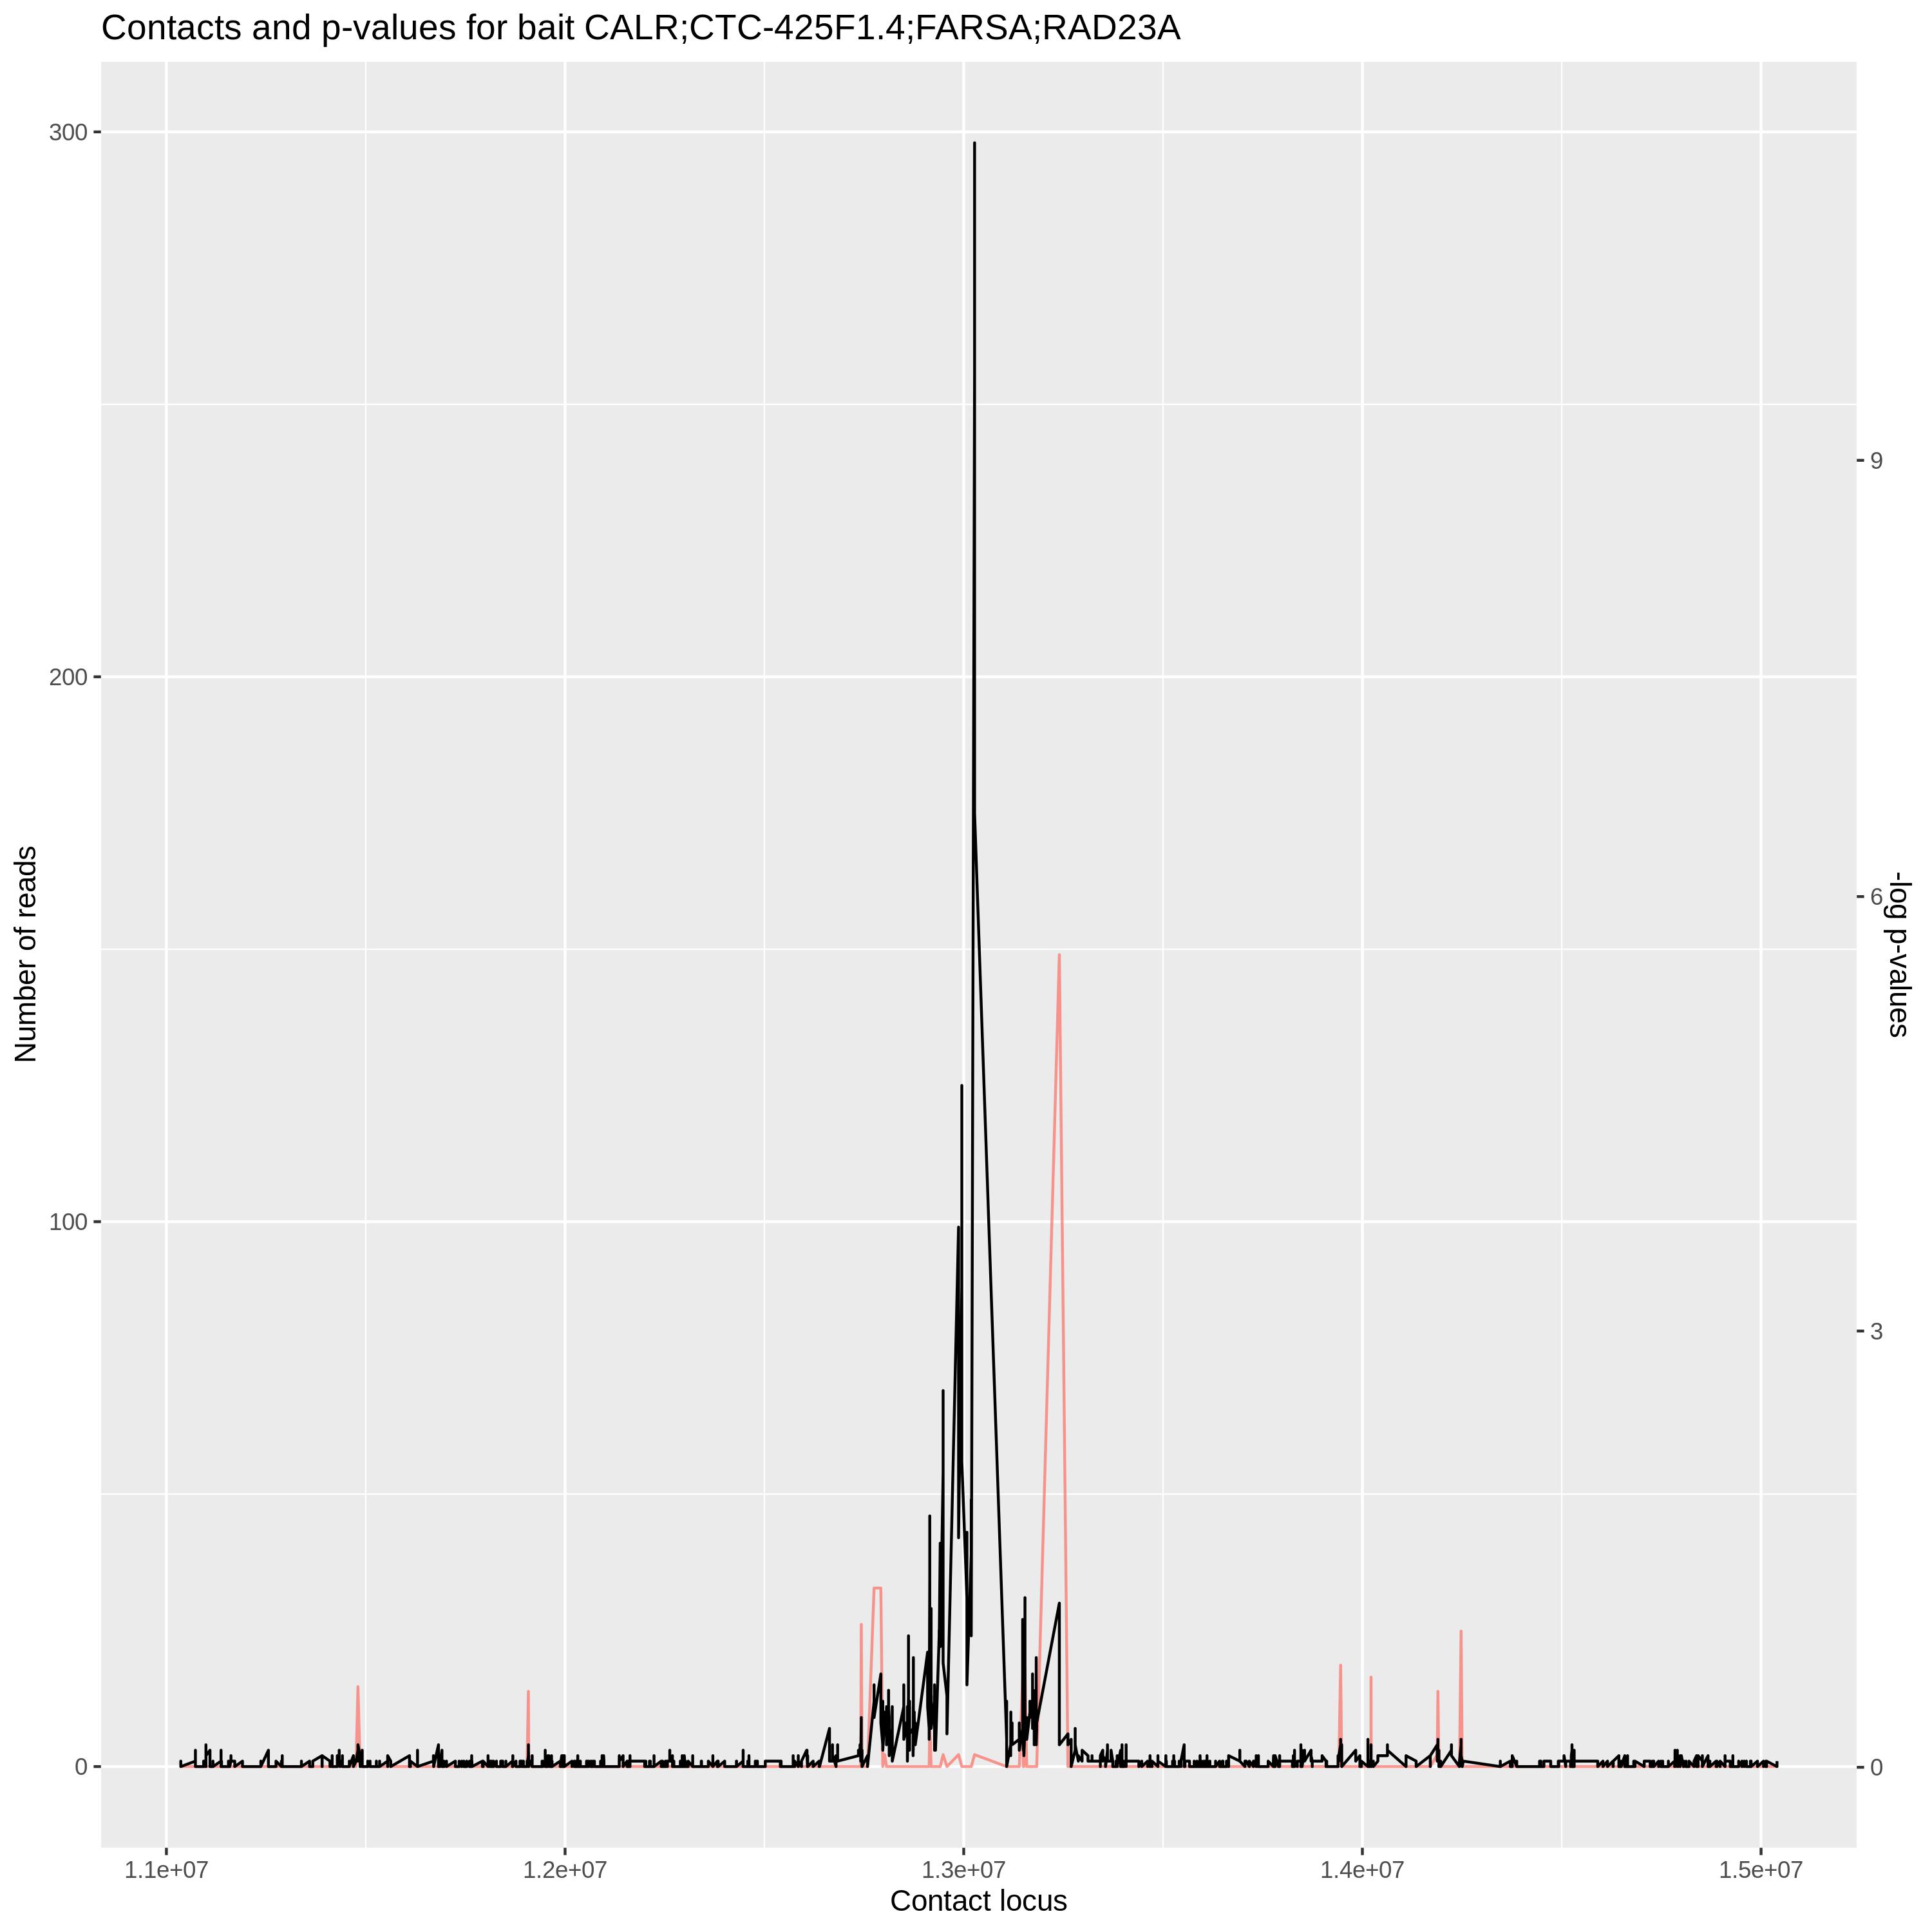 Contacts and p-values for bait CALR;CTC-425F1.4;FARSA;RAD23A
300
200
100
0
Number of reads
9
6
3
0
-log p-values
1.1e+07
1.2e+07
1.3e+07
1.4e+07
1.5e+07
Contact locus